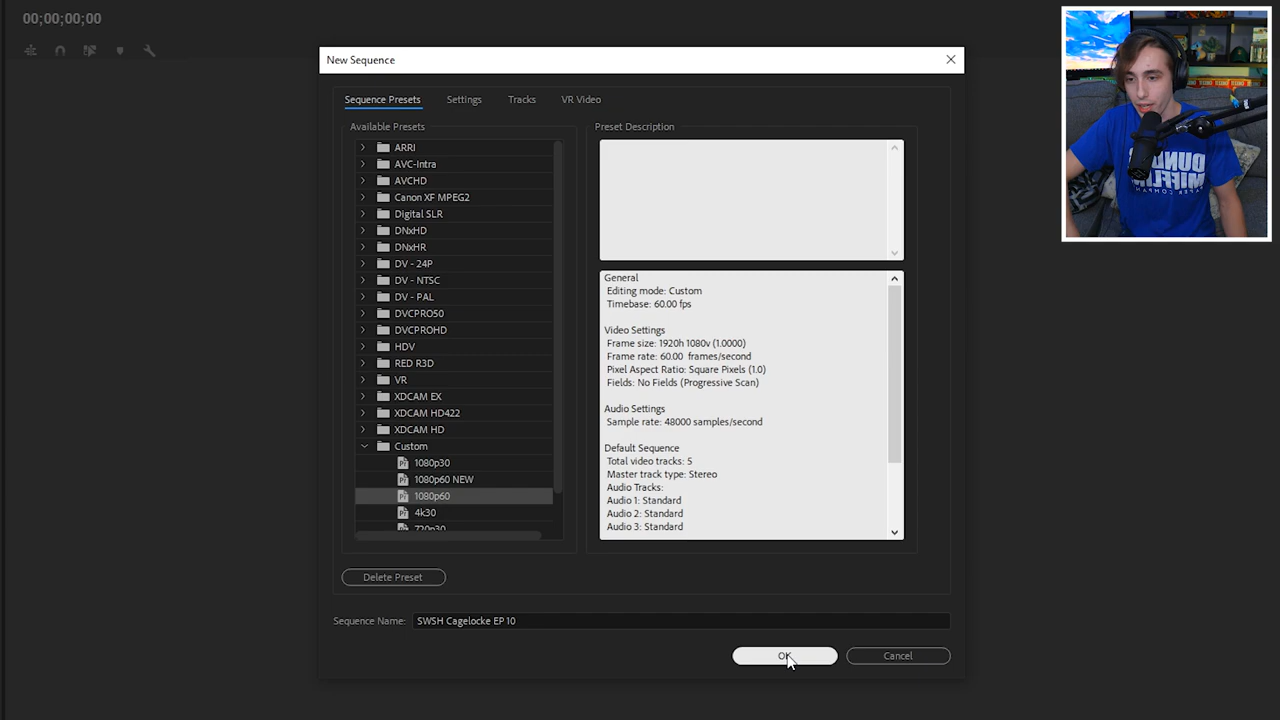 00;00;00;00
New Sequence
Sequence Presets
Settings
Tracks
VR Video
Available Presets
ARRI
AVC-Intra
AVCHD
Canon XF MPEG2
Digital SLR
DNxHD
DNxHR
DV - 24P
DV - NTSC
DV - PAL
DVCPRO50
DVCPROHD
HDV
RED R3D
VR
XDCAM EX
XDCAM HD422
XDCAM HD
Custom
1080p30
1080p60 NEW
1080p60
4k30
720p30
Preset Description
General
Editing mode: Custom
Timebase: 60.00 fps
Video Settings
Frame size: 1920h 1080v (1.0000)
Frame rate: 60.00 frames/second
Pixel Aspect Ratio: Square Pixels (1.0)
Fields: No Fields (Progressive Scan)
Audio Settings
Sample rate: 48000 samples/second
Default Sequence
Total video tracks: 5
Master track type: Stereo
Audio Tracks:
Audio 1: Standard
Audio 2: Standard
Audio 3: Standard
Delete Preset
Sequence Name: SWSH Cagelocke EP 10
OK
Cancel
DUND
MIFFLIN